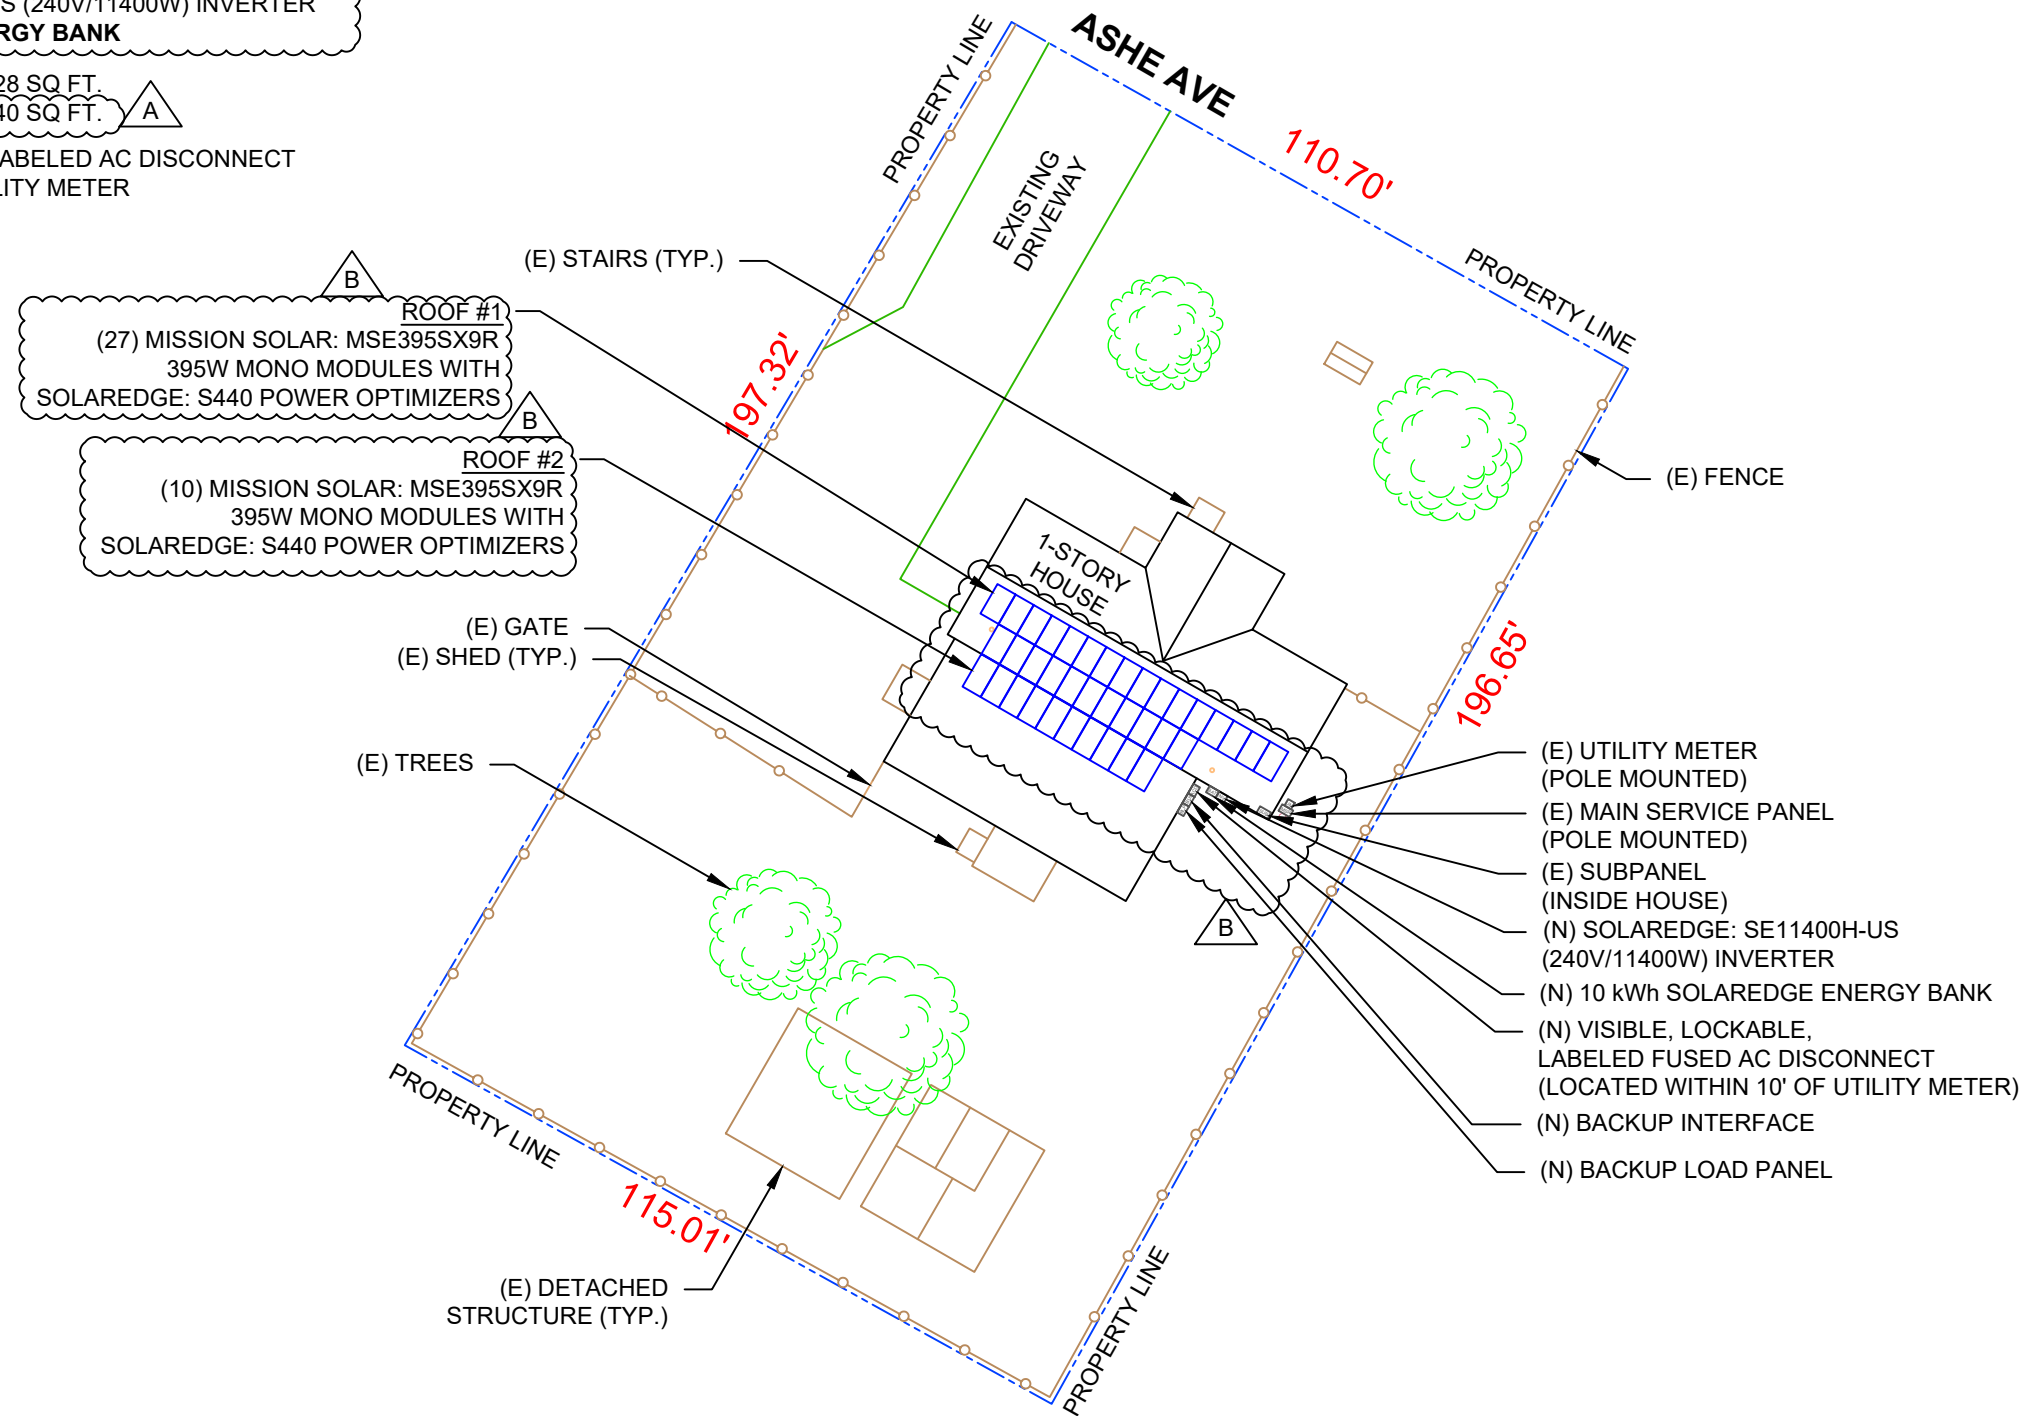 S (240V/11400W) INVERTER
RGY BANK
28 SQ FT.
40 SQ FT.
A
LABELED AC DISCONNECT
LITY METER
ASHE AVE
PROPERTY LINE
110.70'
EXISTING
DRIVEWAY
PROPERTY LINE
(E) STAIRS (TYP.)
B
ROOF #1
(27) MISSION SOLAR: MSE395SX9R
395W MONO MODULES WITH
SOLAREDGE: S440 POWER OPTIMIZERS
197.32'
B
ROOF #2
(10) MISSION SOLAR: MSE395SX9R
395W MONO MODULES WITH
SOLAREDGE: S440 POWER OPTIMIZERS
(E) FENCE
1-STORY
HOUSE
(E) GATE
(E) SHED (TYP.)
196.65'
(E) TREES
(E) UTILITY METER
(POLE MOUNTED)
(E) MAIN SERVICE PANEL
(POLE MOUNTED)
(E) SUBPANEL
(INSIDE HOUSE)
(N) SOLAREDGE: SE11400H-US
(240V/11400W) INVERTER
(N) 10 kWh SOLAREDGE ENERGY BANK
(N) VISIBLE, LOCKABLE,
LABELED FUSED AC DISCONNECT
(LOCATED WITHIN 10' OF UTILITY METER)
(N) BACKUP INTERFACE
(N) BACKUP LOAD PANEL
B
PROPERTY LINE
115.01'
(E) DETACHED
STRUCTURE (TYP.)
PROPERTY LINE